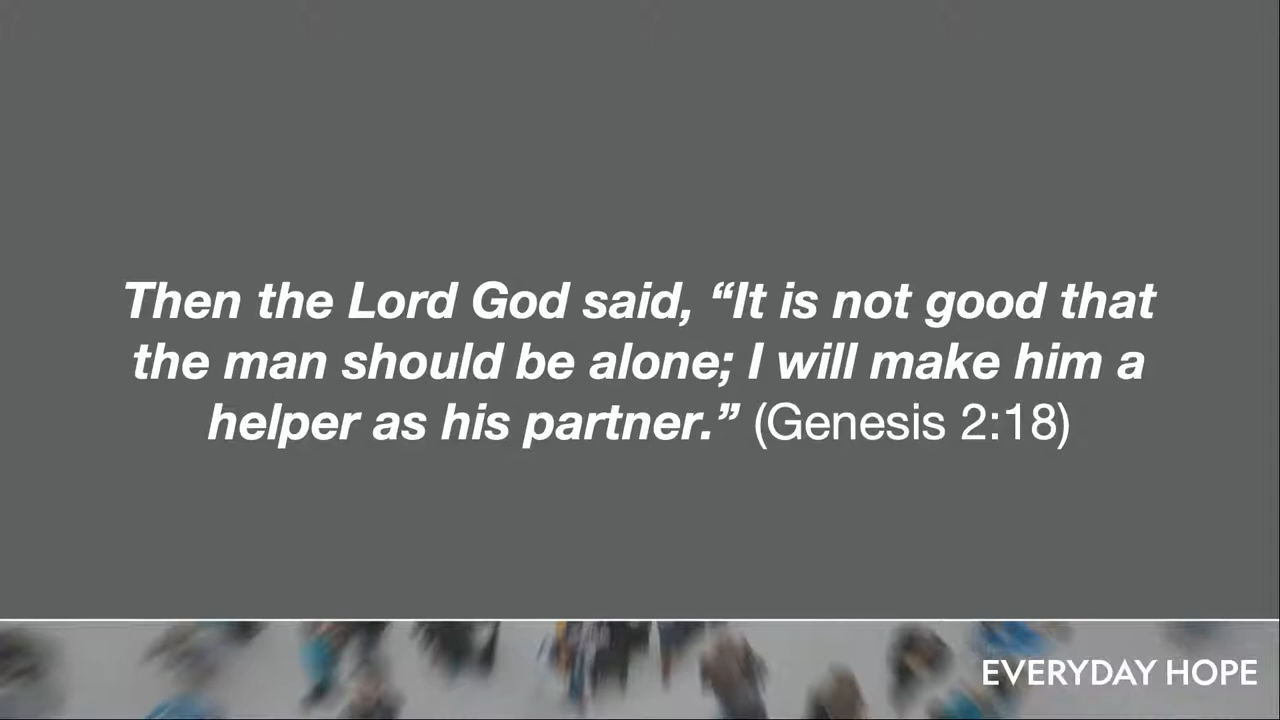 Then the Lord God said, “It is not good that
the man should be alone; I will make him a
helper as his partner.” (Genesis 2:18)
EVERYDAY HOPE